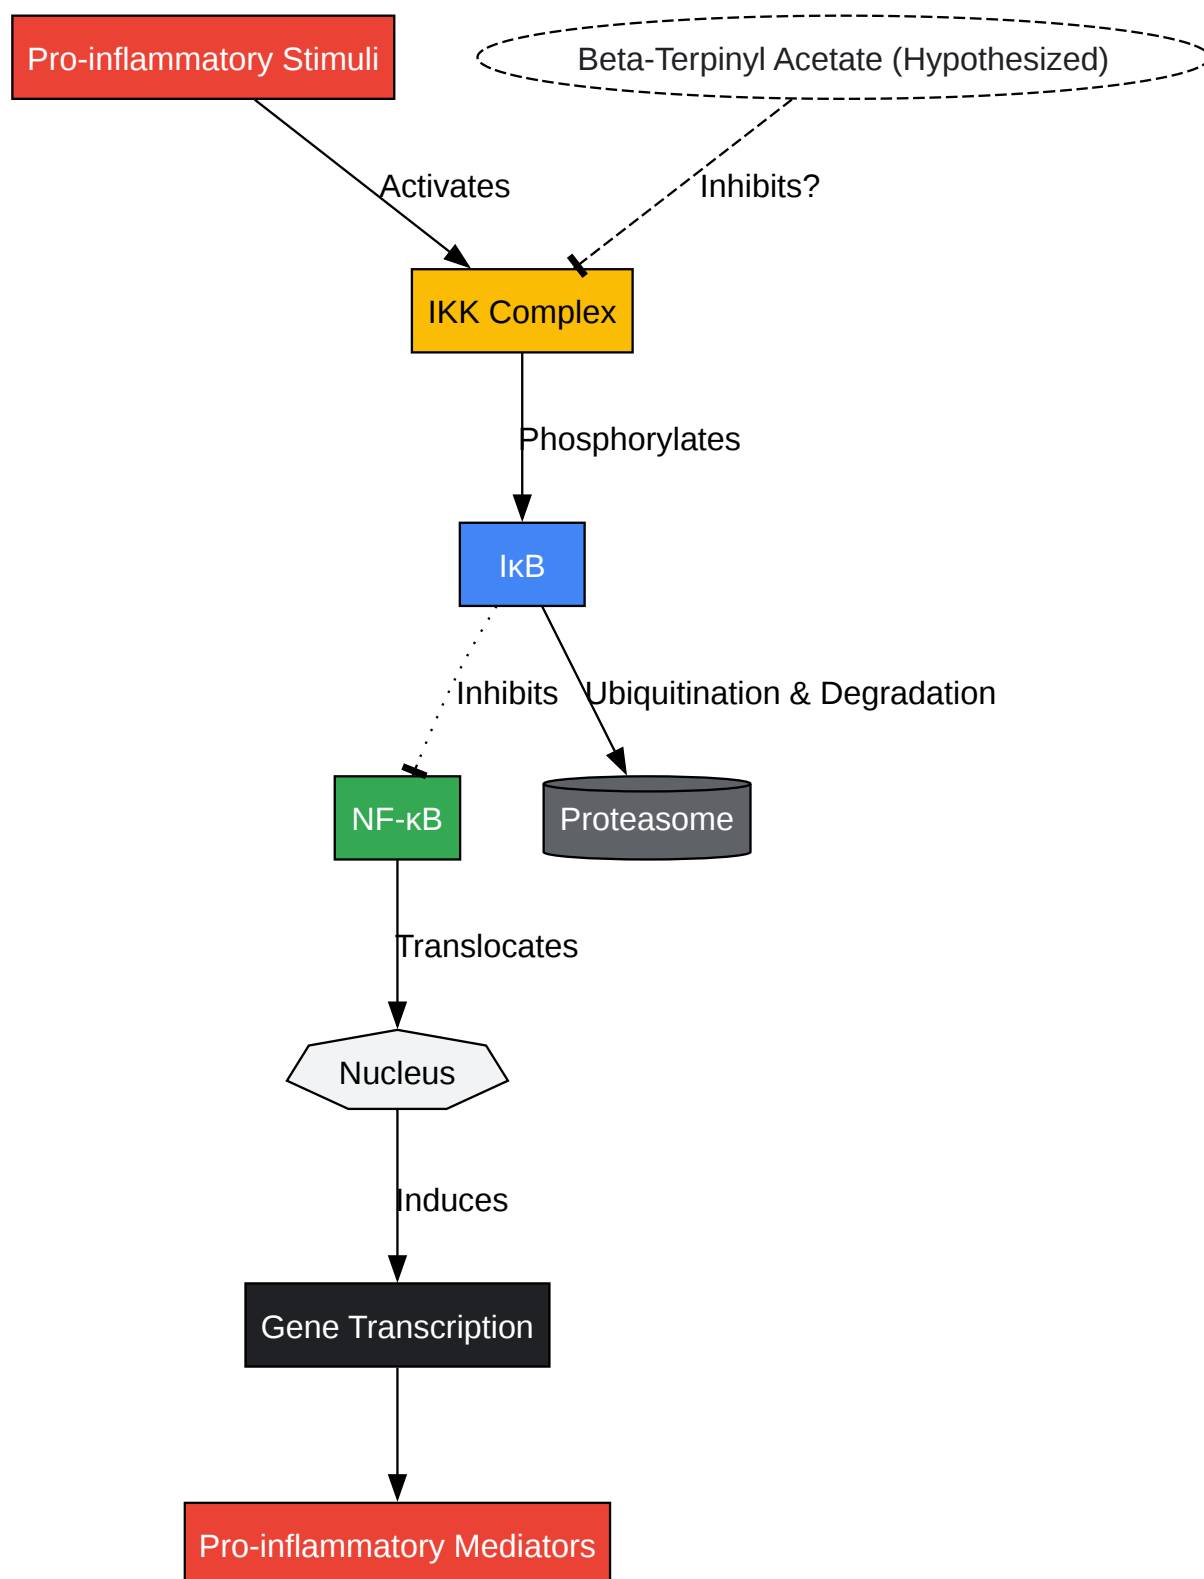 Pro-inflammatory Stimuli
Beta-Terpinyl Acetate (Hypothesized)
Activates
Inhibits?
IKK Complex
Phosphorylates
IκB
Inhibits
Ubiquitination & Degradation
NF-κB
Proteasome
Translocates
Nucleus
Induces
Gene Transcription
Pro-inflammatory Mediators